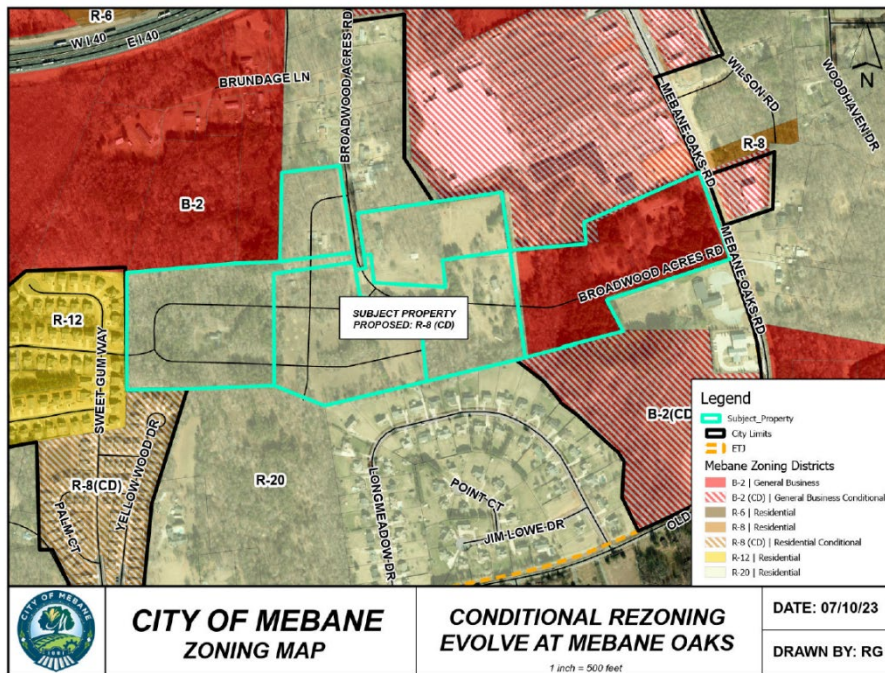 R-6
W I 40
E I 40
BRUNDAGE LN
BROADWOOD ACRES RD
MEBANE OAKS RD
WILSON RD
WOODHAVEN DR
N
R-8
B-2
MEBANE OAKS RD
BROADWOOD ACRES RD
SUBJECT PROPERTY
PROPOSED: R-8 (CD)
R-12
SWEET GUM WAY
R-8(CD)
YELLOW WOOD DR
PALM CT
R-20
LONGMEADOW DR
POINT CT
JIM LOWE DR
B-2(CD
OLD
Legend
Subject_Property
City Limits
ETJ
Mebane Zoning Districts
B-2 | General Business
B-2 (CD) | General Business Conditional
R-6 | Residential
R-8 | Residential
R-8 (CD) | Residential Conditional
R-12 | Residential
R-20 | Residential
CITY OF MEBANE
1881
CITY OF MEBANE
ZONING MAP
CONDITIONAL REZONING
EVOLVE AT MEBANE OAKS
1 inch = 500 feet
DATE: 07/10/23
DRAWN BY: RG